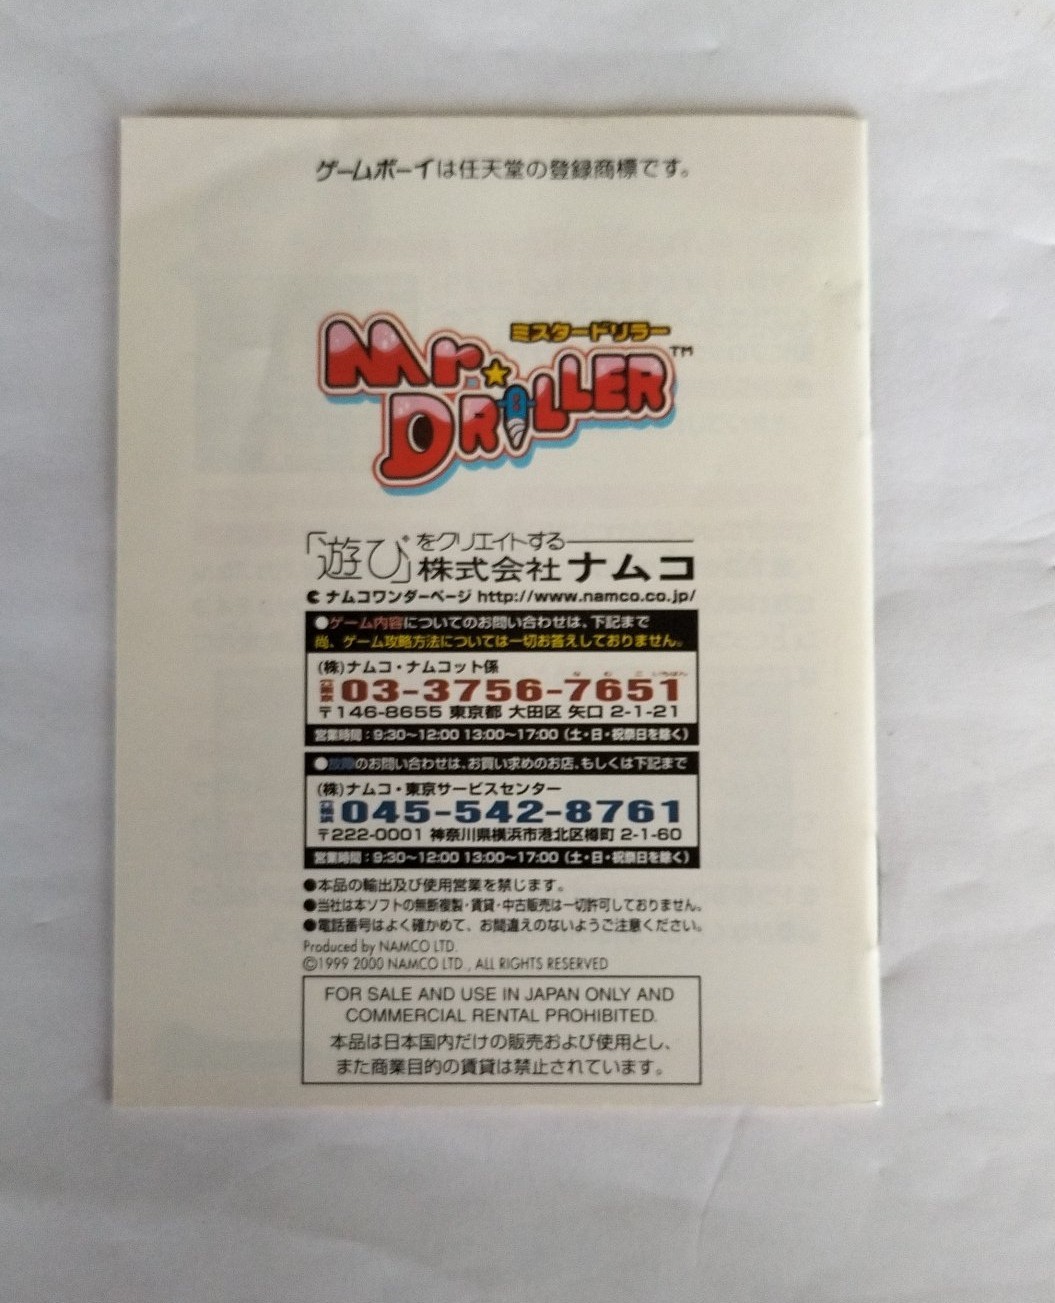 ゲームボーイは任天堂の登録商標です。
ミスタードリラー
Mr. DRILLER™
「遊び」をクリエイトする
株式会社ナムコ
ナムコワンダーページ http://www.namco.co.jp/
●ゲーム内容についてのお問い合わせは、下記まで
尚、ゲーム攻略方法については一切お答えしておりません。
(株)ナムコ・ナムコット係
なむこ いちばん
東京 03-3756-7651
〒146-8655 東京都 大田区 矢口 2-1-21
営業時間:9:30〜12:00 13:00〜17:00 (土・日・祝祭日を除く)
●故障のお問い合わせは、お買い求めのお店、もしくは下記まで
(株)ナムコ・東京サービスセンター
045-542-8761
〒222-0001 神奈川県横浜市港北区樽町 2-1-60
営業時間:9:30〜12:00 13:00〜17:00 (土・日・祝祭日を除く)
●本品の輸出及び使用営業を禁じます。
●当社は本ソフトの無断複製・賃貸・中古販売は一切許可しておりません。
●電話番号はよく確かめて、お間違えのないようご注意ください。
Produced by NAMCO LTD.
©1999 2000 NAMCO LTD., ALL RIGHTS RESERVED
FOR SALE AND USE IN JAPAN ONLY AND
COMMERCIAL RENTAL PROHIBITED.
本品は日本国内だけの販売および使用とし、
また商業目的の賃貸は禁止されています。